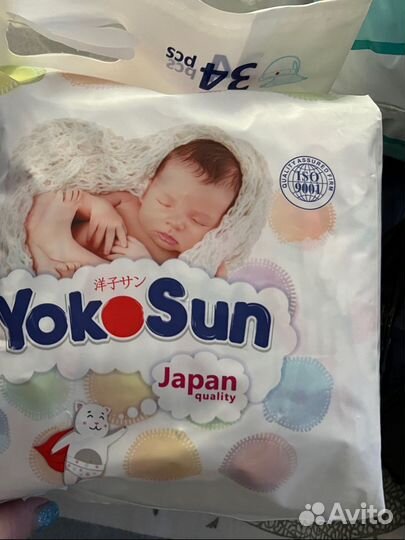 34 pcs
洋子サン
YokoSun
Japan
quality
QUALITY ASSURED FIRM
ISO
9001
Avito